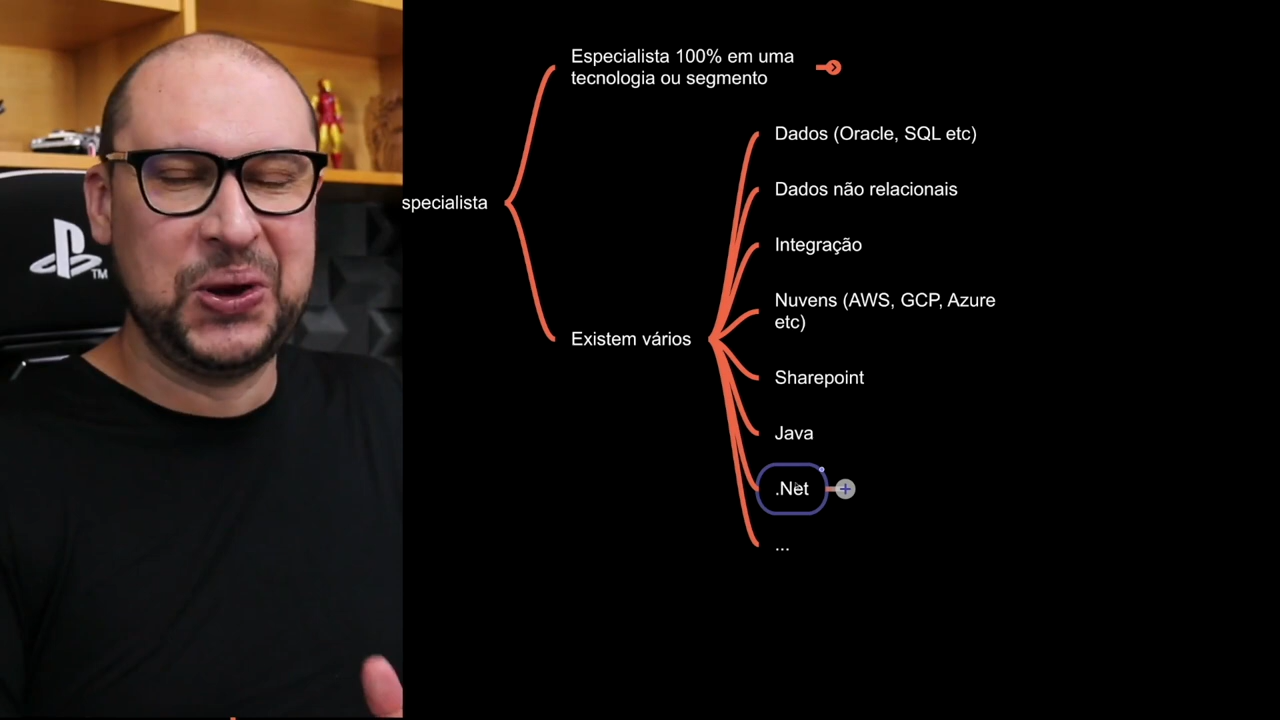 Especialista 100% em uma
tecnologia ou segmento
Dados (Oracle, SQL etc)
Dados não relacionais
specialista
Integração
Nuvens (AWS, GCP, Azure
etc)
Existem vários
Sharepoint
Java
.Net
...
TM